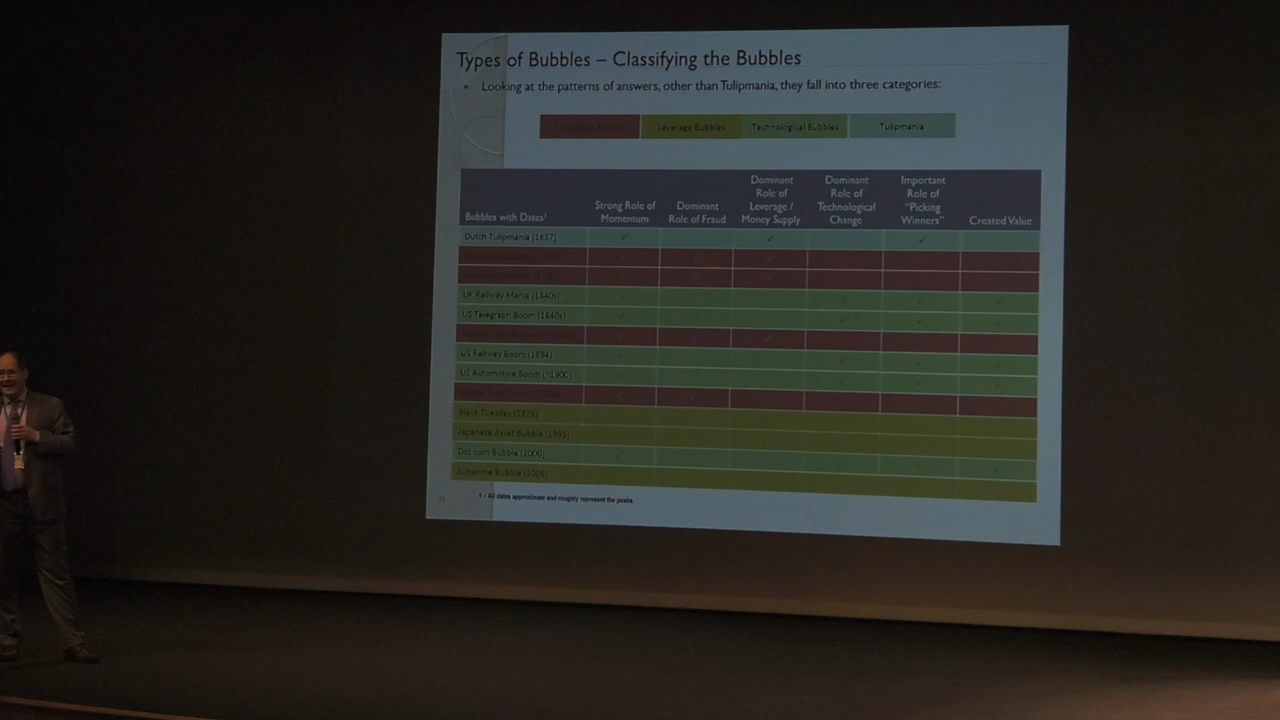 Types of Bubbles – Classifying the Bubbles
• Looking at the patterns of answers, other than Tulipmania, they fall into three categories:
Leverage Bubbles Technological Bubbles Tulipmania
Bubbles with Dates¹
Strong Role of
Momentum
Dominant
Role of Fraud
Dominant
Role of
Leverage /
Money Supply
Dominant
Role of
Technological
Change
Important
Role of
"Picking
Winners"
Created Value
Dutch Tulipmania (1637) ✓ ✓ ✓
UK Railway Mania (1840s)
US Telegraph Boom (1840s)
US Railway Boom (1894)
US Automotive Boom (~1900)
Black Tuesday (1929)
Japanese Asset Bubble (1991)
Dot-com Bubble (2000)
Subprime Bubble (2006)
1 - All dates approximate and roughly represent the peaks.